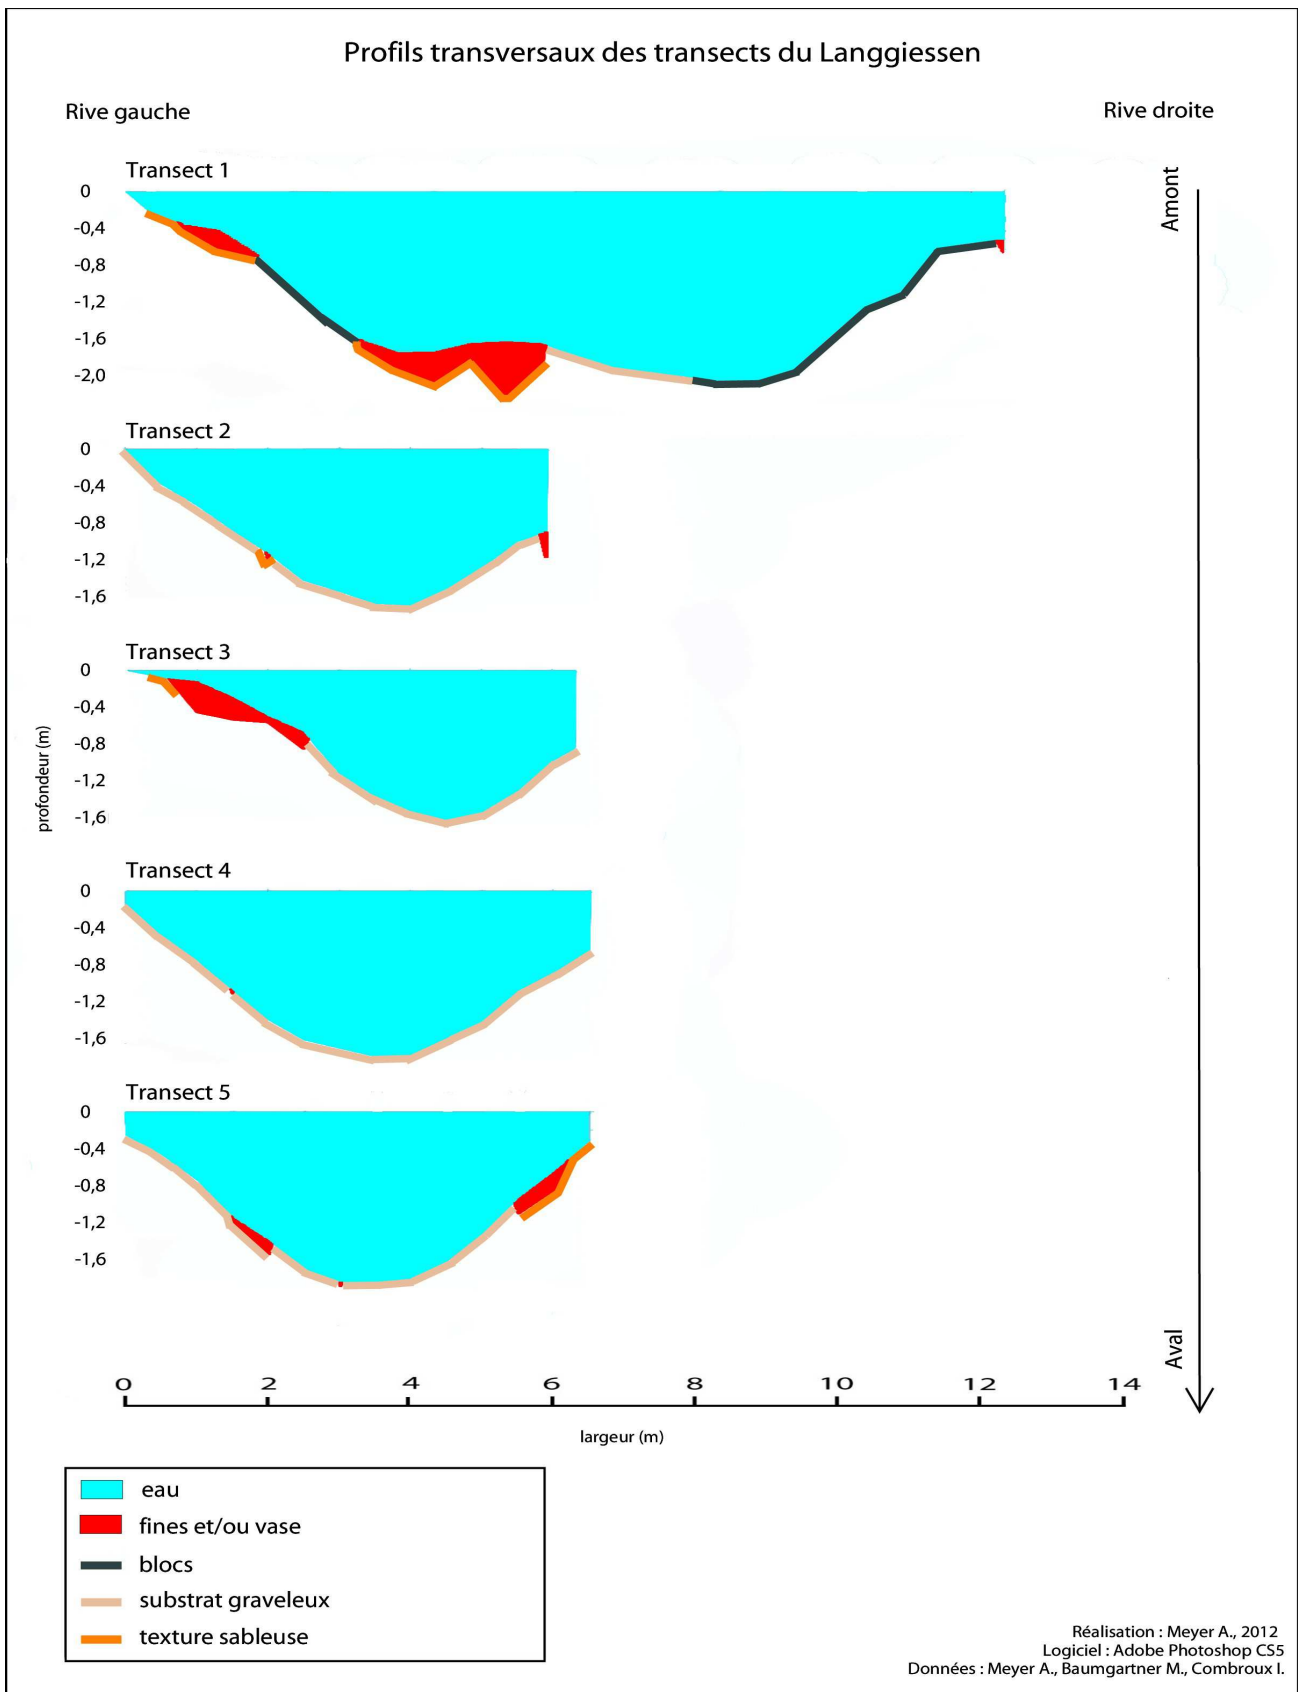 Profils transversaux des transects du Langgiessen
Rive gauche
Rive droite
Transect 1
0
-0,4
-0,8
-1,2
-1,6
-2,0
Amont
Transect 2
0
-0,4
-0,8
-1,2
-1,6
Transect 3
0
-0,4
-0,8
-1,2
-1,6
profondeur (m)
Transect 4
0
-0,4
-0,8
-1,2
-1,6
Transect 5
0
-0,4
-0,8
-1,2
-1,6
Aval
0 2 4 6 8 10 12 14
largeur (m)
eau
fines et/ou vase
blocs
substrat graveleux
texture sableuse
Réalisation : Meyer A., 2012
Logiciel : Adobe Photoshop CS5
Données : Meyer A., Baumgartner M., Combroux I.